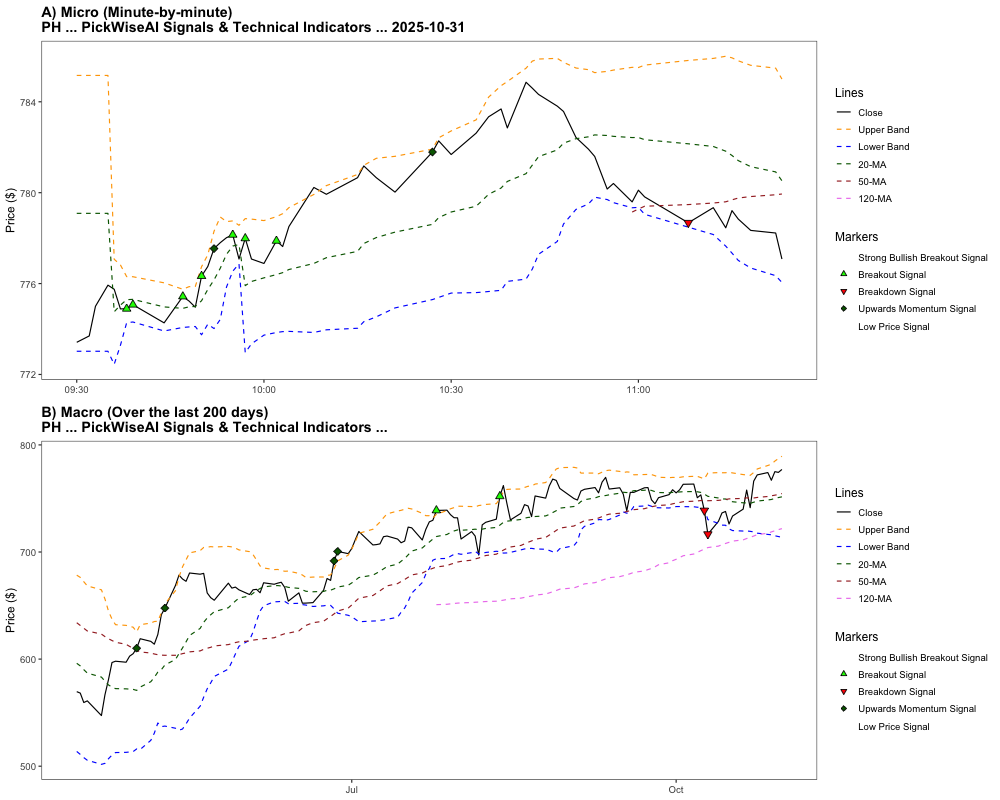 A) Micro (Minute-by-minute)
PH ... PickWiseAI Signals & Technical Indicators ... 2025-10-31
Price ($)
784
780
776
772
09:30
10:00
10:30
11:00
Lines
Close
Upper Band
Lower Band
20-MA
50-MA
120-MA
Markers
Strong Bullish Breakout Signal
Breakout Signal
Breakdown Signal
Upwards Momentum Signal
Low Price Signal
B) Macro (Over the last 200 days)
PH ... PickWiseAI Signals & Technical Indicators ...
Price ($)
800
700
600
500
Jul
Oct
Lines
Close
Upper Band
Lower Band
20-MA
50-MA
120-MA
Markers
Strong Bullish Breakout Signal
Breakout Signal
Breakdown Signal
Upwards Momentum Signal
Low Price Signal